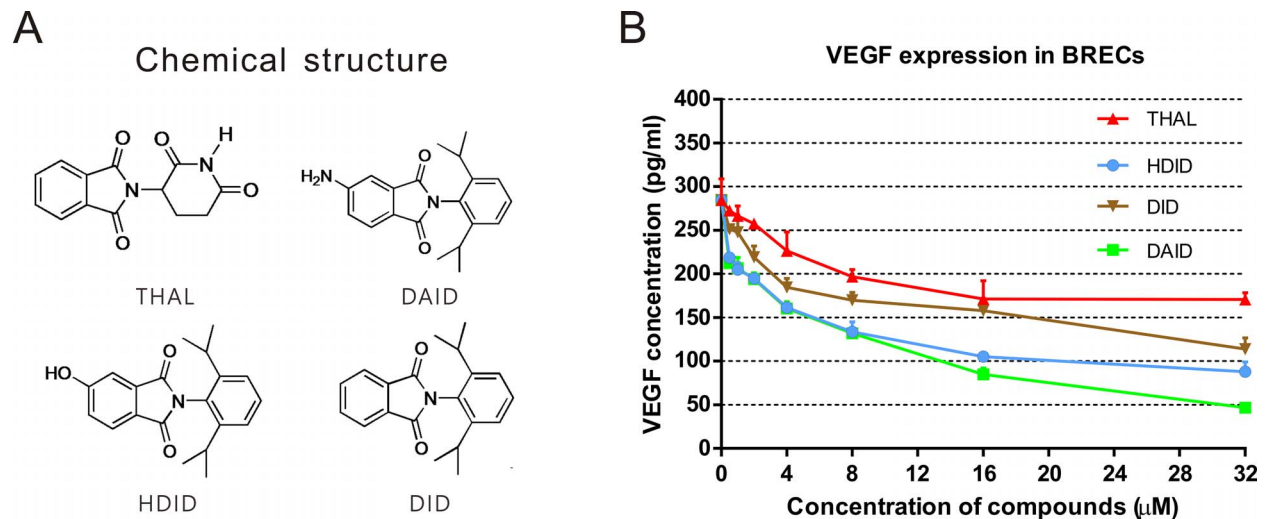 A
Chemical structure
O
O
N
O
N
H
O
THAL
H₂N
O
N
O
DAID
HO
O
N
O
HDID
O
N
O
DID
B
VEGF expression in BRECs
VEGF concentration (pg/ml)
400
350
300
250
200
150
100
50
0
THAL
HDID
DID
DAID
0 4 8 12 16 20 24 28 32
Concentration of compounds (μM)